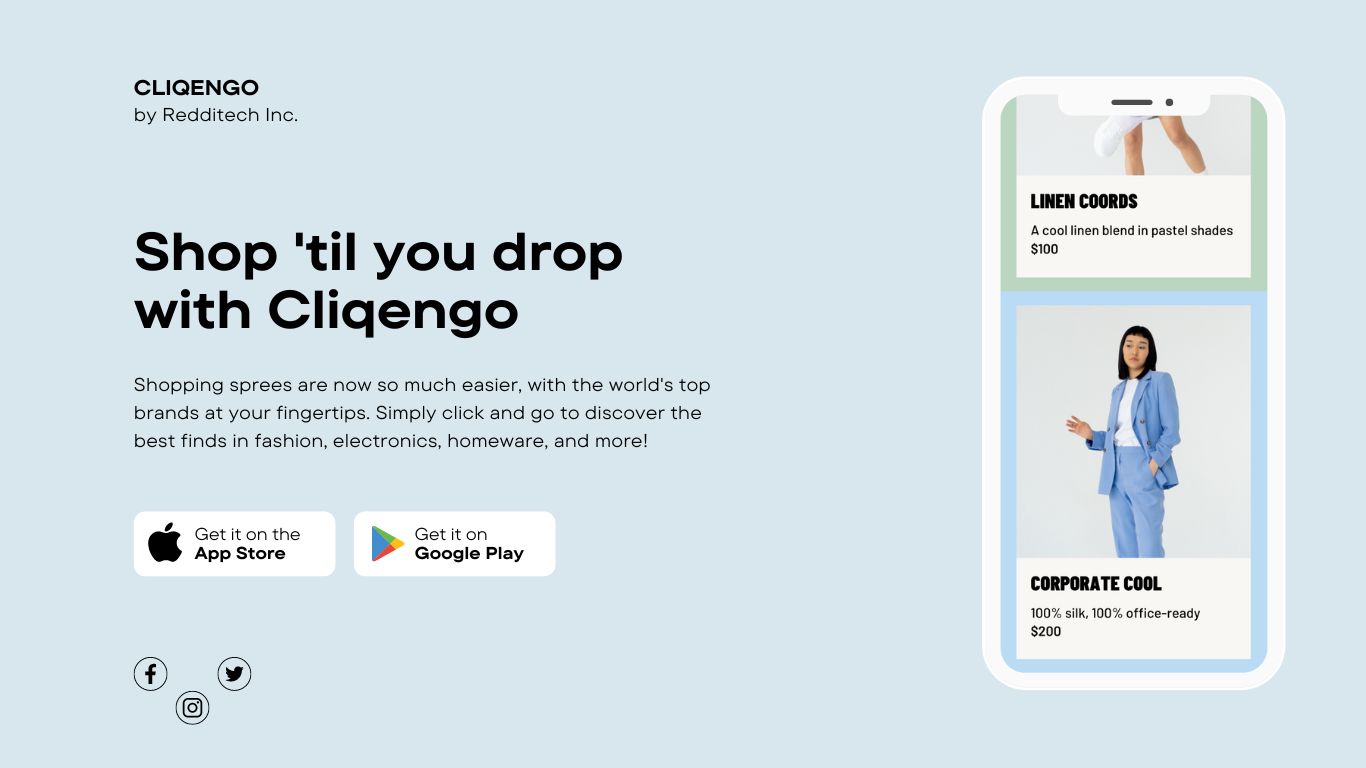 CLIQENGO
by Redditech Inc.
Shop 'til you drop
with Cliqengo
Shopping sprees are now so much easier, with the world's top
brands at your fingertips. Simply click and go to discover the
best finds in fashion, electronics, homeware, and more!
Get it on the
App Store
Get it on
Google Play
LINEN COORDS
A cool linen blend in pastel shades
$100
CORPORATE COOL
100% silk, 100% office-ready
$200